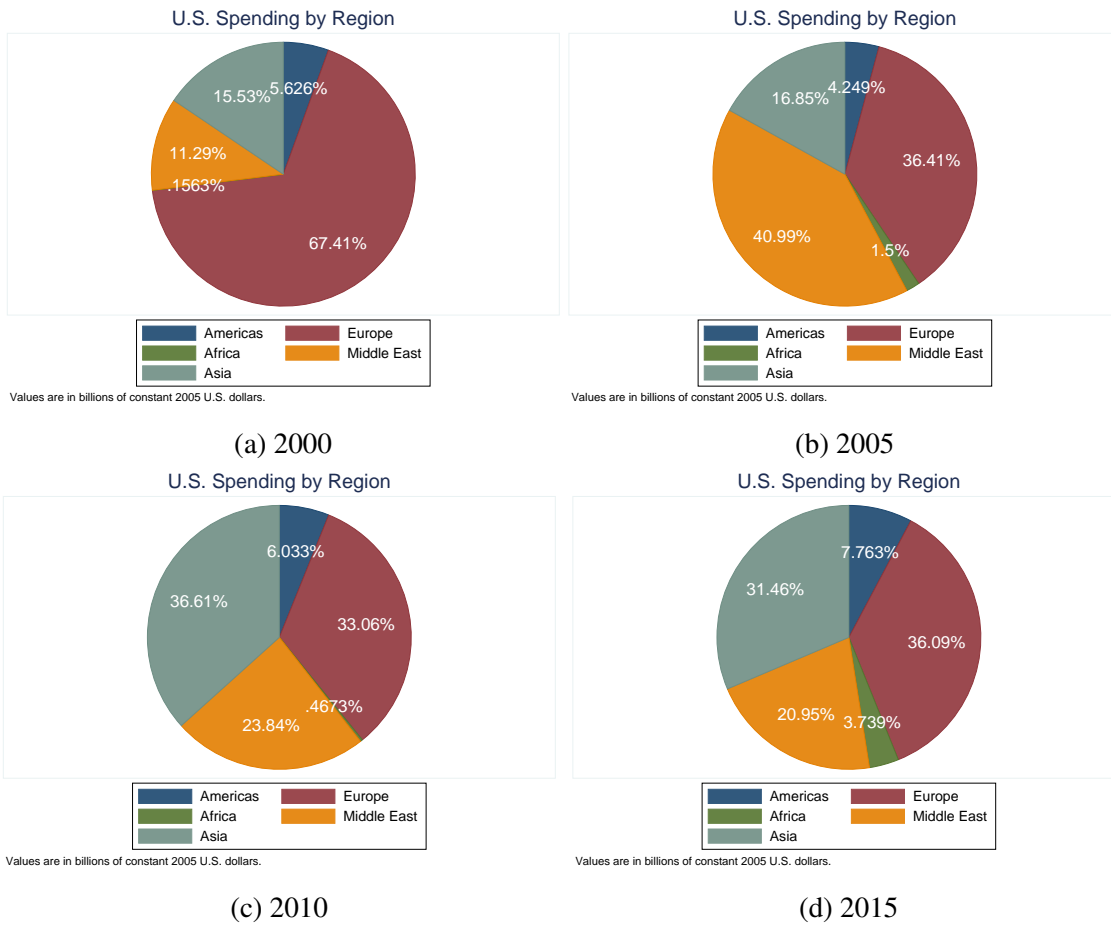 U.S. Spending by Region
5.626%
15.53%
11.29%
.1563%
67.41%
Americas Europe
Africa Middle East
Asia
Values are in billions of constant 2005 U.S. dollars.
(a) 2000
U.S. Spending by Region
4.249%
16.85%
36.41%
40.99%
1.5%
Americas Europe
Africa Middle East
Asia
Values are in billions of constant 2005 U.S. dollars.
(b) 2005
U.S. Spending by Region
6.033%
36.61%
33.06%
.4673%
23.84%
Americas Europe
Africa Middle East
Asia
Values are in billions of constant 2005 U.S. dollars.
(c) 2010
U.S. Spending by Region
7.763%
31.46%
36.09%
20.95%
3.739%
Americas Europe
Africa Middle East
Asia
Values are in billions of constant 2005 U.S. dollars.
(d) 2015